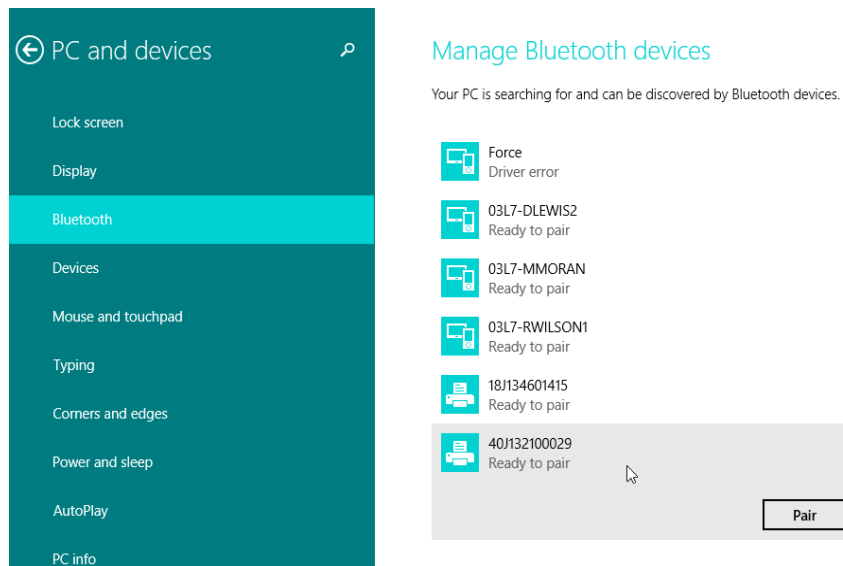 PC and devices
Lock screen
Display
Bluetooth
Devices
Mouse and touchpad
Typing
Corners and edges
Power and sleep
AutoPlay
PC info
Manage Bluetooth devices
Your PC is searching for and can be discovered by Bluetooth devices.
Force
Driver error
03L7-DLEWIS2
Ready to pair
03L7-MMORAN
Ready to pair
03L7-RWILSON1
Ready to pair
18J134601415
Ready to pair
40J132100029
Ready to pair
Pair